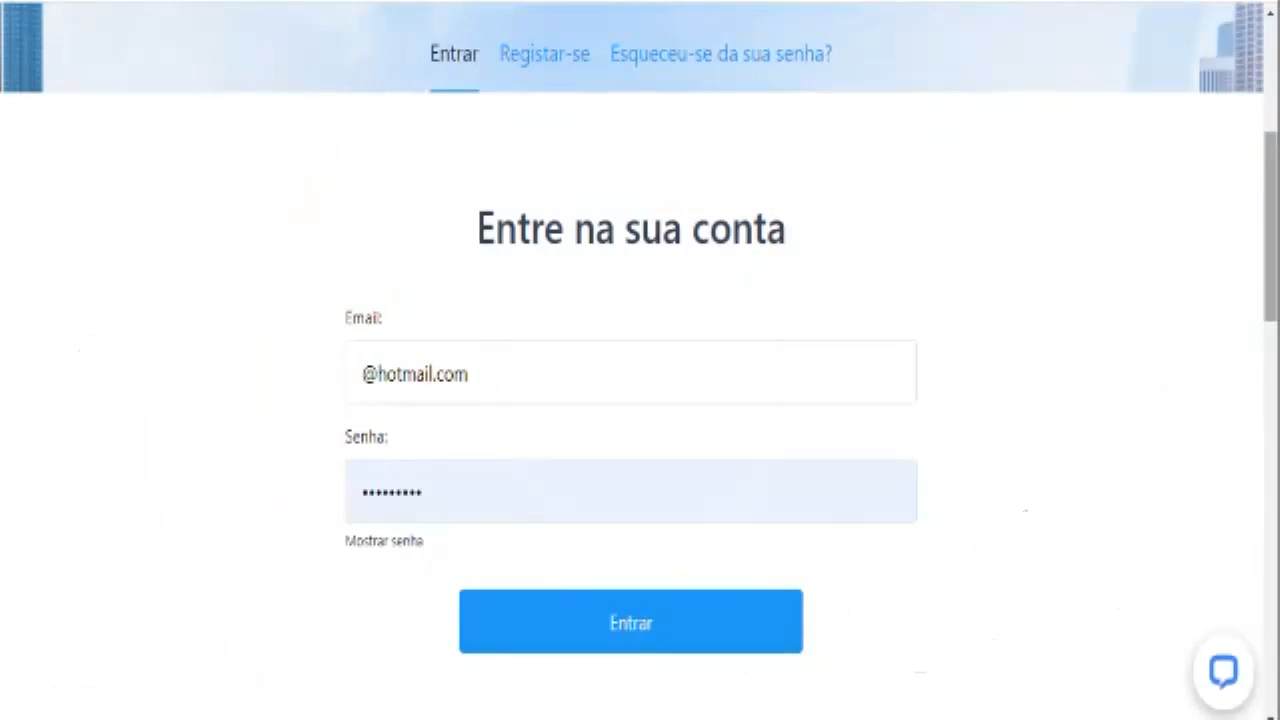 Entrar Registar-se Esqueceu-se da sua senha?
Entre na sua conta
Email:
@hotmail.com
Senha:
•••••••••
Mostrar senha
Entrar